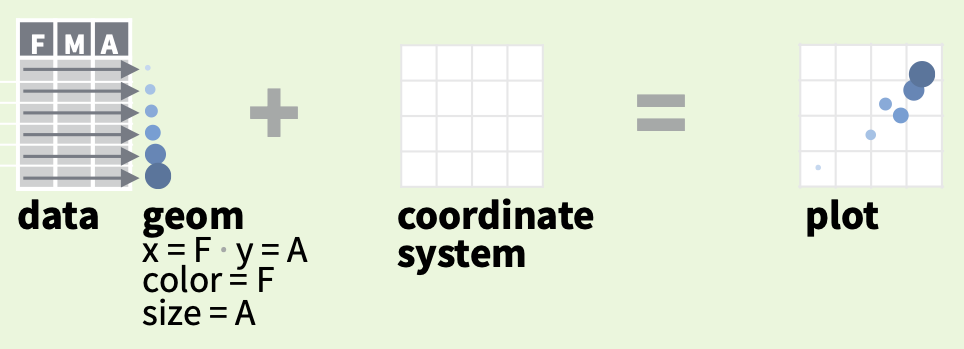 F M A
data
geom
x = F · y = A
color = F
size = A
coordinate
system
plot